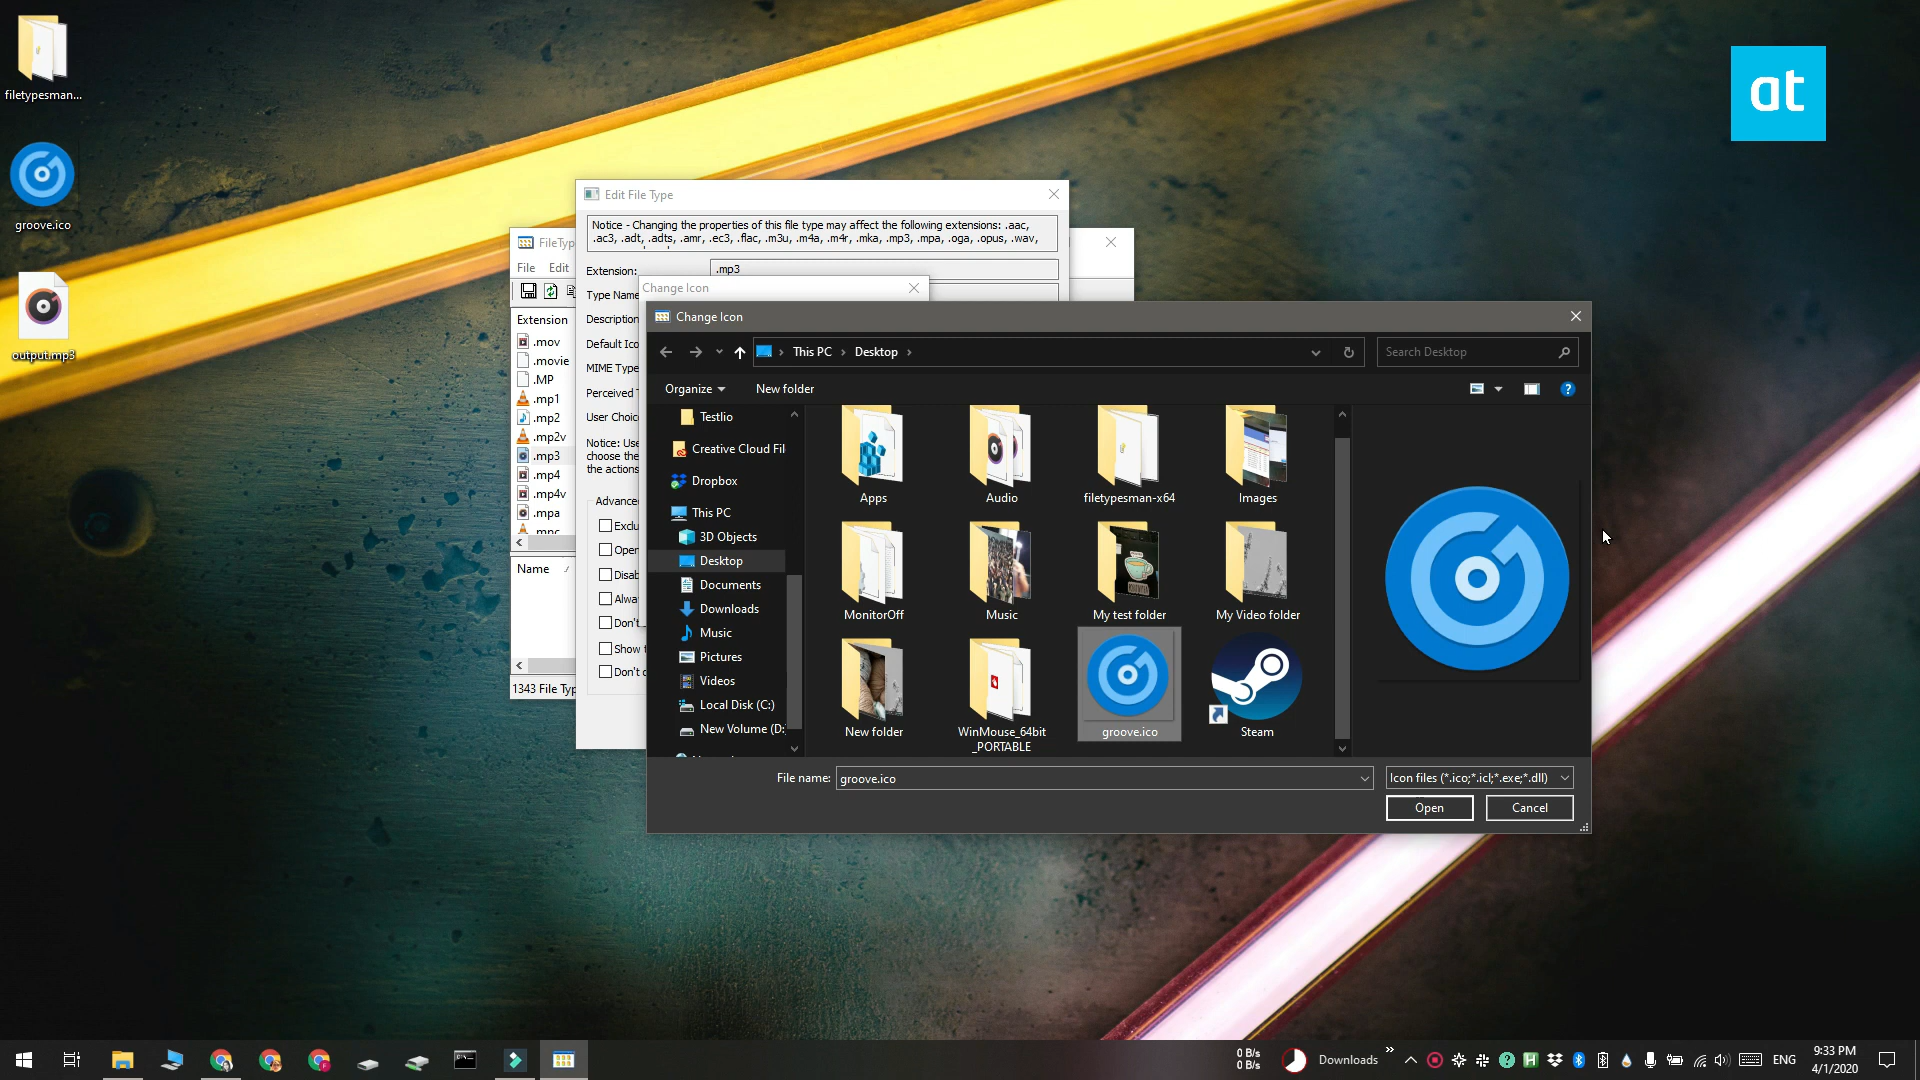 filetypesman...
groove.ico
output.mp3
at
Edit File Type
Notice - Changing the properties of this file type may affect the following extensions: .aac,
.ac3, .adt, .adts, .amr, .ec3, .flac, .m3u, .m4a, .m4r, .mka, .mp3, .mpa, .oga, .opus, .wav,
Extension:
.mp3
Type Name
Description
Default Ico
MIME Type
Perceived T
User Choic
Notice: Use
choose the
the actions
Advance
Exclu
Open
Disab
Alwa
Don't
Show t
Don't o
FileTyp
File Edit
Extension
.mov
.movie
.MP
.mp1
.mp2
.mp2v
.mp3
.mp4
.mp4v
.mpa
Name
1343 File Typ
Change Icon
Change Icon
This PC
Desktop
Search Desktop
Organize
New folder
Testlio
Creative Cloud Fil
Dropbox
This PC
3D Objects
Desktop
Documents
Downloads
Music
Pictures
Videos
Local Disk (C:)
New Volume (D:
Apps
Audio
filetypesman-x64
Images
MonitorOff
Music
My test folder
My Video folder
New folder
WinMouse_64bit
_PORTABLE
groove.ico
Steam
File name:
groove.ico
Icon files (*.ico;*.icl;*.exe;*.dll)
Open
Cancel
0 B/s
0 B/s
Downloads
ENG
9:33 PM
4/1/2020